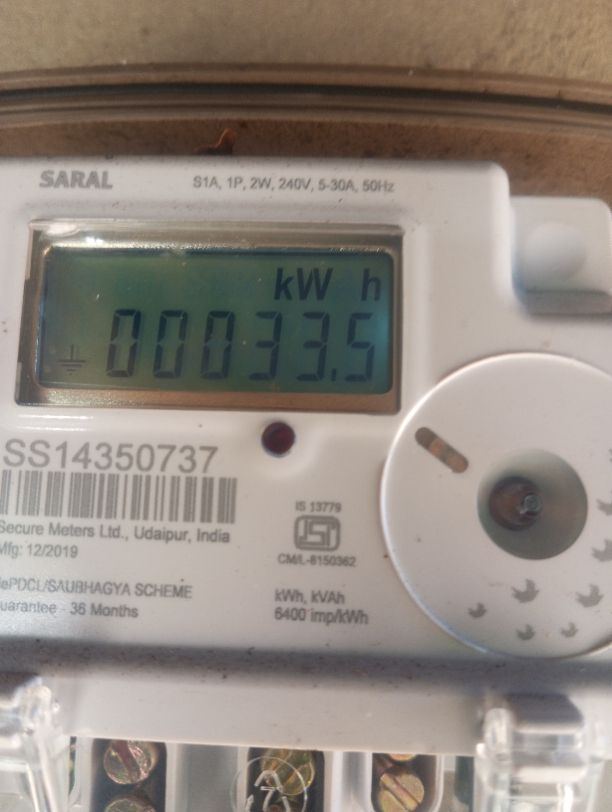 SARAL
S1A, 1P, 2W, 240V, 5-30A, 50Hz
kW h
00033.5
SS14350737
Secure Meters Ltd., Udaipur, India
Mfg: 12/2019
IS 13779
CM/L-8150362
ePDCL/SAUBHAGYA SCHEME
uarantee - 36 Months
kWh, kVAh
6400 imp/kWh